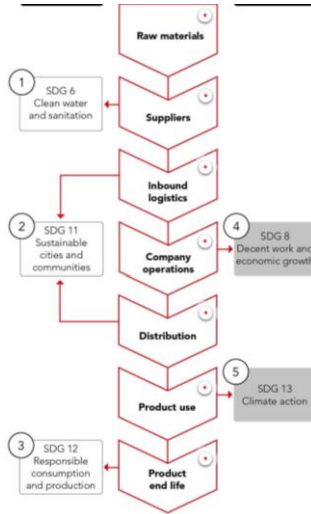 Raw materials
1
SDG 6
Clean water
and sanitation
Suppliers
Inbound
logistics
2
SDG 11
Sustainable
cities and
communities
Company
operations
4
SDG 8
Decent work and
economic growth
Distribution
5
Product use
SDG 13
Climate action
3
SDG 12
Responsible
consumption
and production
Product
end life